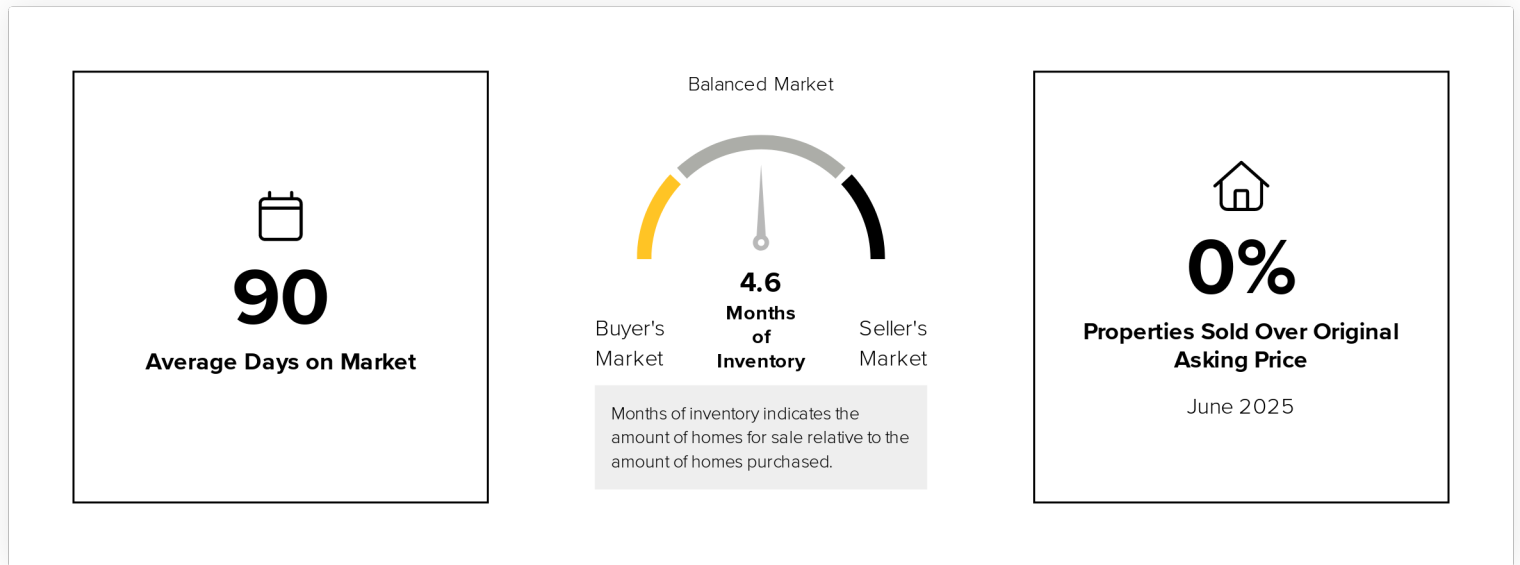 90
Average Days on Market
Balanced Market
4.6
Months
of
Inventory
Buyer's
Market
Seller's
Market
Months of inventory indicates the
amount of homes for sale relative to the
amount of homes purchased.
0%
Properties Sold Over Original
Asking Price
June 2025